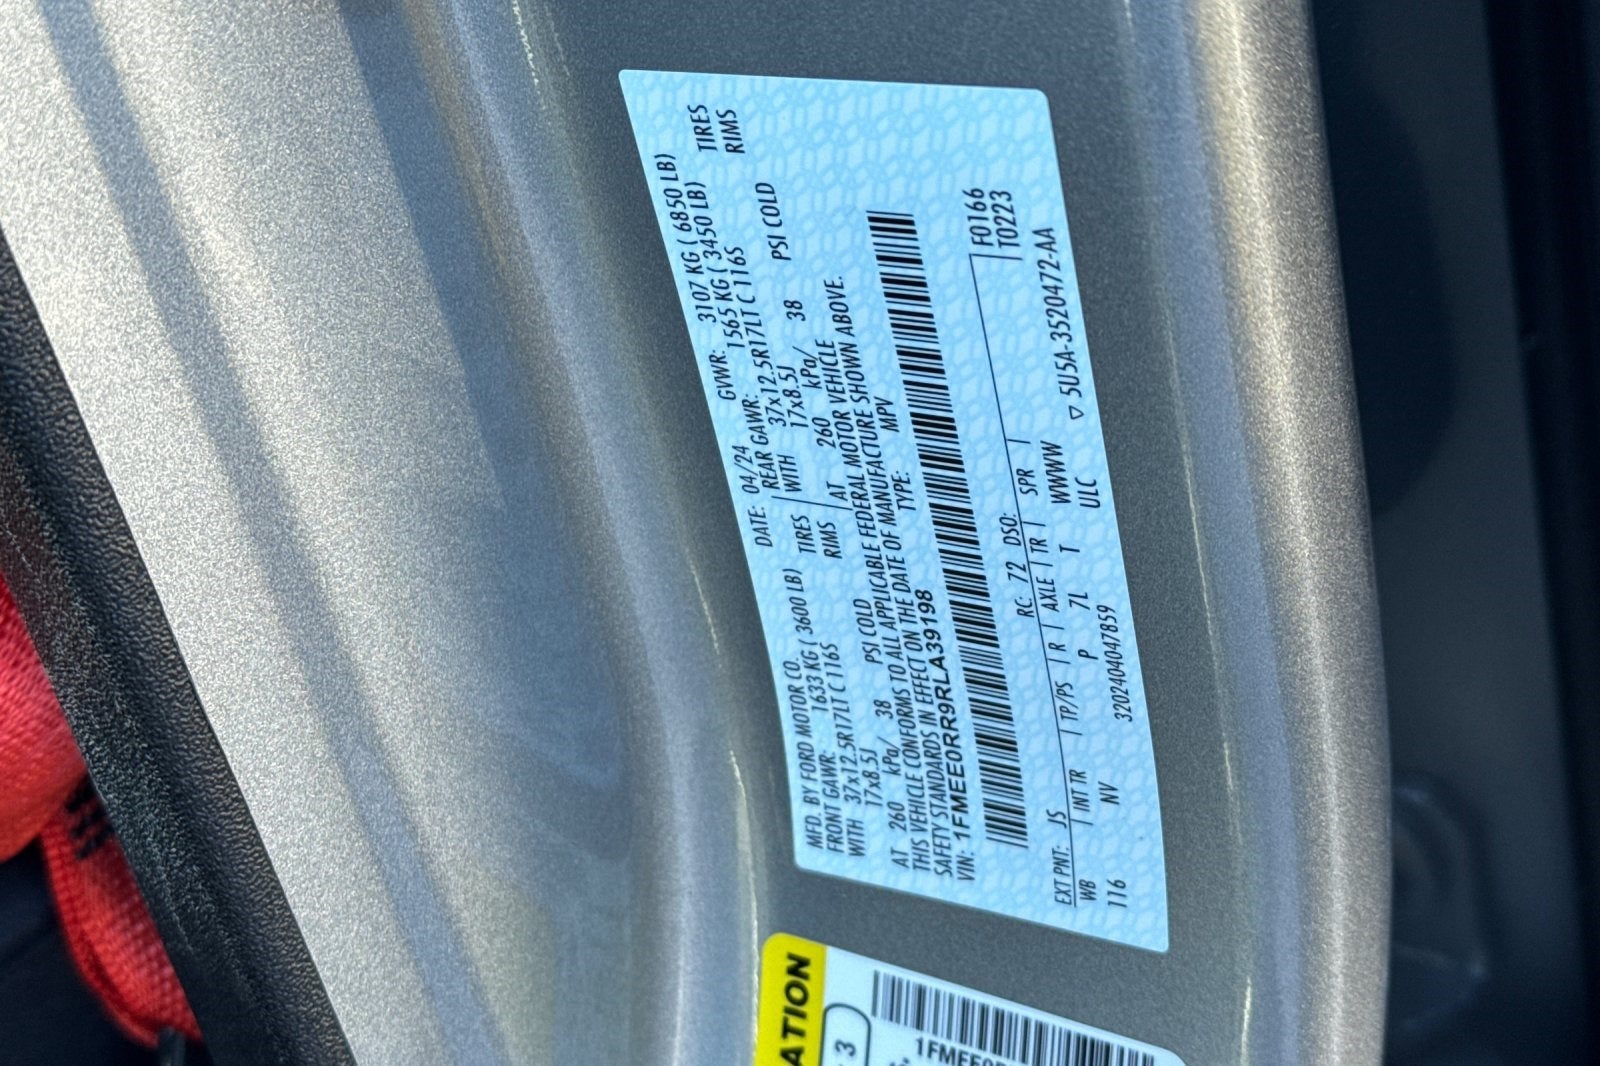 MFD. BY FORD MOTOR CO.
DATE: 04/24 GVWR: 3107 KG ( 6850 LB)
FRONT GAWR: 1633 KG ( 3600 LB)
REAR GAWR: 1565 KG ( 3450 LB)
WITH 37x12.5R17LT C 116S TIRES
37x12.5R17LT C 116S TIRES
17x8.5J RIMS
WITH 17x8.5J RIMS
AT 260 kPa/ 38 PSI COLD
AT 260 kPa/ 38 PSI COLD
THIS VEHICLE CONFORMS TO ALL APPLICABLE FEDERAL MOTOR VEHICLE
SAFETY STANDARDS IN EFFECT ON THE DATE OF MANUFACTURE SHOWN ABOVE.
VIN: 1FMEE0RR9RLA39198 TYPE: MPV
F0166
T0223
EXT PNT: JS RC: 72 DSO:
WB INT TR TP/PS R AXLE TR SPR
116 NV P 7L T WWWW
3202404047859 ULC
▽ 5U5A-3520472-AA
ATION
3